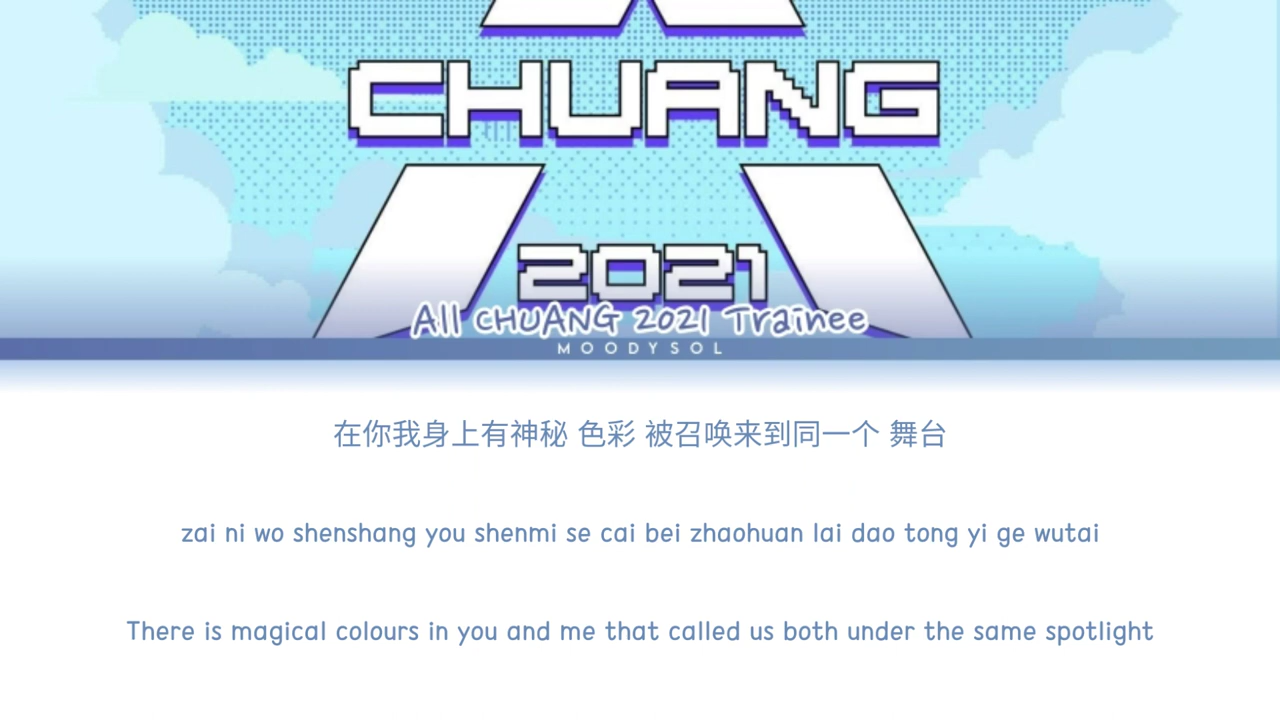 CHUANG
2021
All CHUANG 2021 Trainee
MOODYSOL
在你我身上有神秘 色彩 被召唤来到同一个 舞台
zai ni wo shenshang you shenmi se cai bei zhaohuan lai dao tong yi ge wutai
There is magical colours in you and me that called us both under the same spotlight